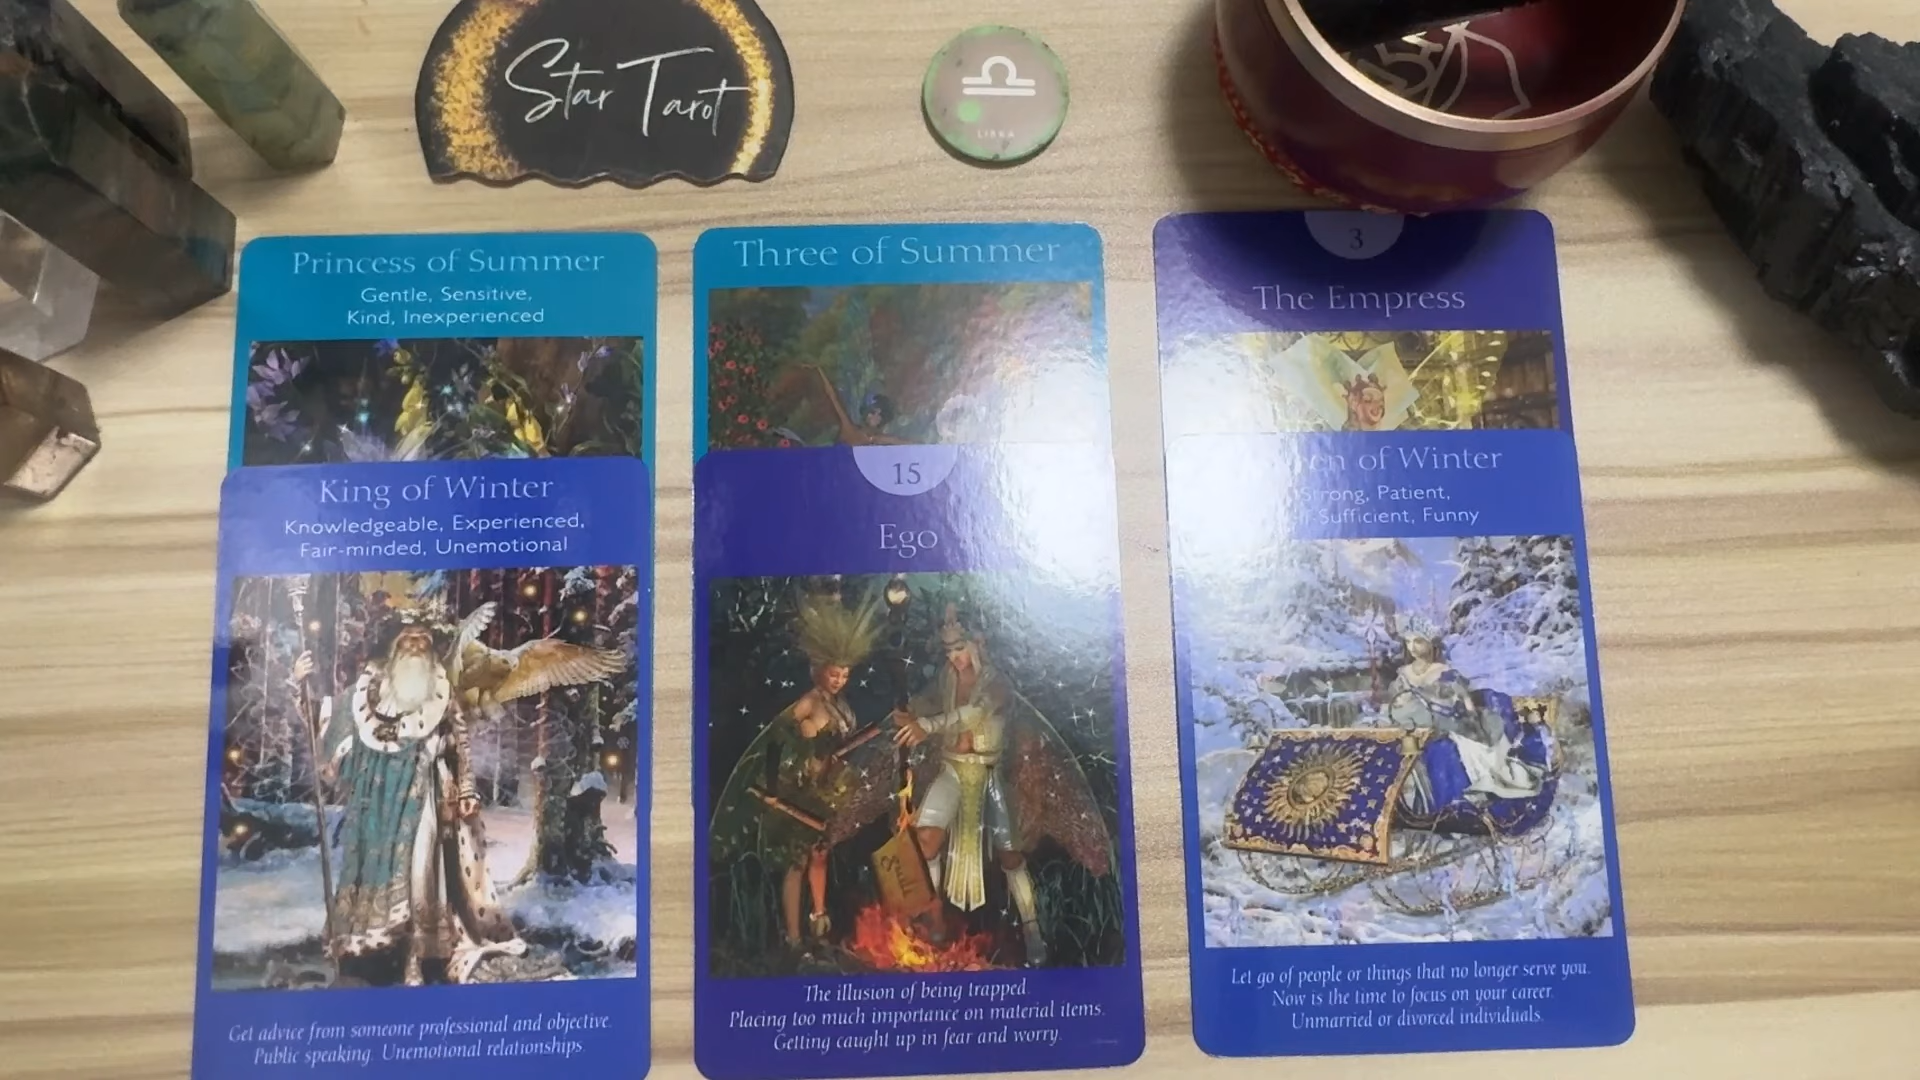 Star Tarot
LIBRA
Princess of Summer
Gentle, Sensitive,
Kind, Inexperienced
Three of Summer
3
The Empress
King of Winter
Knowledgeable, Experienced,
Fair-minded, Unemotional
15
Ego
of Winter
Strong, Patient,
Sufficient, Funny
Get advice from someone professional and objective.
Public speaking. Unemotional relationships.
The illusion of being trapped.
Placing too much importance on material items.
Getting caught up in fear and worry.
Let go of people or things that no longer serve you.
Now is the time to focus on your career.
Unmarried or divorced individuals.